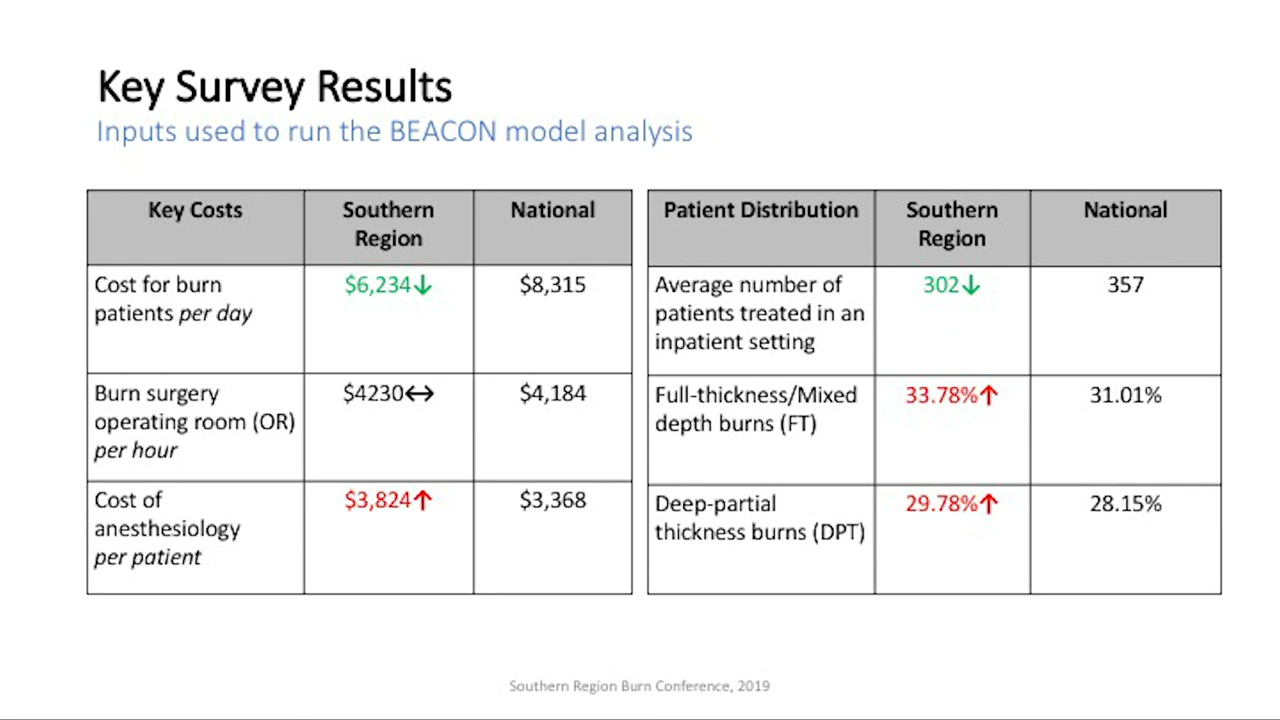 Key Survey Results
Inputs used to run the BEACON model analysis
Key Costs
Southern
Region
National
Cost for burn
patients per day
$6,234↓
$8,315
Burn surgery
operating room (OR)
per hour
$4230↔
$4,184
Cost of
anesthesiology
per patient
$3,824↑
$3,368
Patient Distribution
Southern
Region
National
Average number of
patients treated in an
inpatient setting
302↓
357
Full-thickness/Mixed
depth burns (FT)
33.78%↑
31.01%
Deep-partial
thickness burns (DPT)
29.78%↑
28.15%
Southern Region Burn Conference, 2019